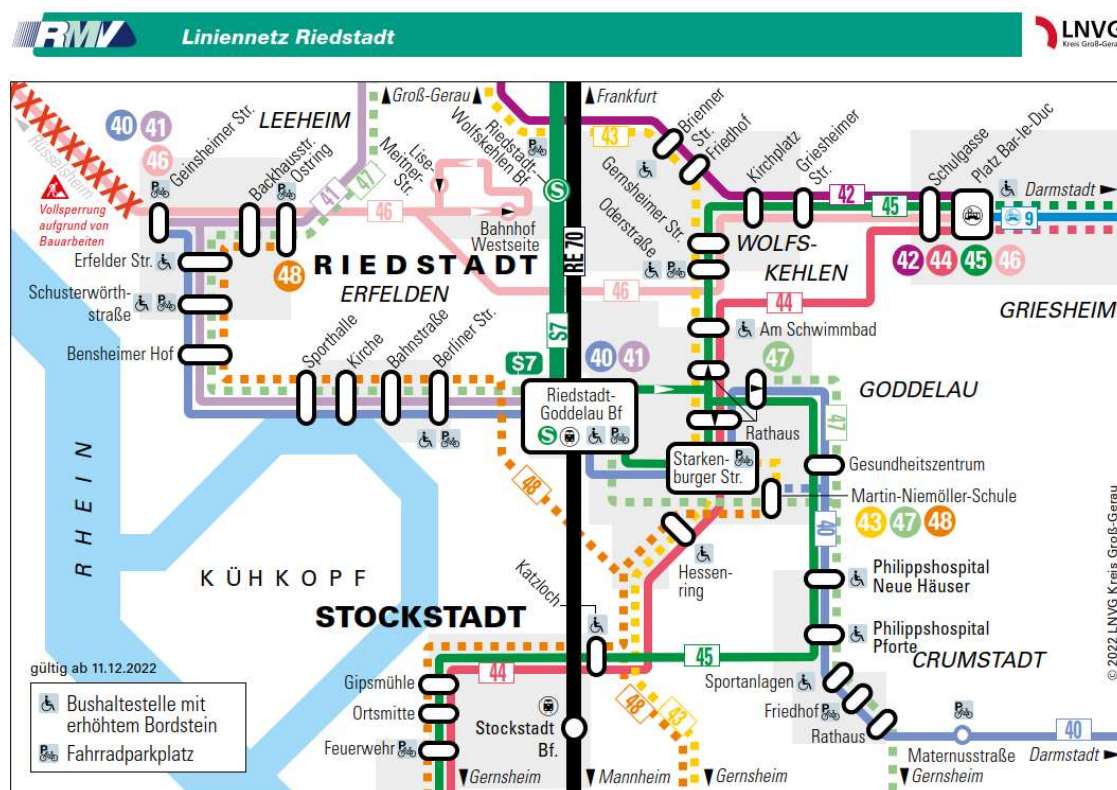 RMV
Liniennetz Riedstadt
LNVG
Kreis Groß-Gerau
Rüsselsheim
Vollsperrung
aufgrund von
Bauarbeiten
40 41
46
Geinsheimer Str.
LEEHEIM
Backhausstr.
Ostring
41
47
48
Groß-Gerau
Lise-
Meitner-
Str.
46
Riedstadt-
Wolfskehlen Bf
S
Bahnhof
Westseite
Frankfurt
RE 70
43
Brienner
Str.
Friedhof
Gernsheimer Str.
Oderstraße
Kirchplatz
Griesheimer
Str.
42
45
Schulgasse
Platz Bar-le-Duc
Darmstadt
9
42 44 45 46
GRIESHEIM
WOLFS-
KEHLEN
44
46
Am Schwimmbad
Erfelder Str.
Schusterwörth-
straße
Bensheimer Hof
RIEDSTADT
ERFELDEN
Sporthalle
Kirche
Bahnstraße
Berliner Str.
S7
S7
40 41
Riedstadt-
Goddelau Bf
S
47
GODDELAU
47
Rathaus
Starken-
burger Str.
Gesundheitszentrum
Martin-Niemöller-Schule
43 47 48
40
48
Hessen-
ring
Philippshospital
Neue Häuser
Philippshospital
Pforte
CRUMSTADT
RHEIN
KÜHKOPF
STOCKSTADT
Katzloch
44
45
Gipsmühle
Ortsmitte
Feuerwehr
Stockstadt
Bf.
48
43
Sportanlagen
Friedhof
Rathaus
Maternusstraße
40
Darmstadt
Gernsheim
Mannheim
Gernsheim
Gernsheim
gültig ab 11.12.2022
Bushaltestelle mit
erhöhtem Bordstein
P
Fahrradparkplatz
© 2022 LNVG Kreis Groß-Gerau